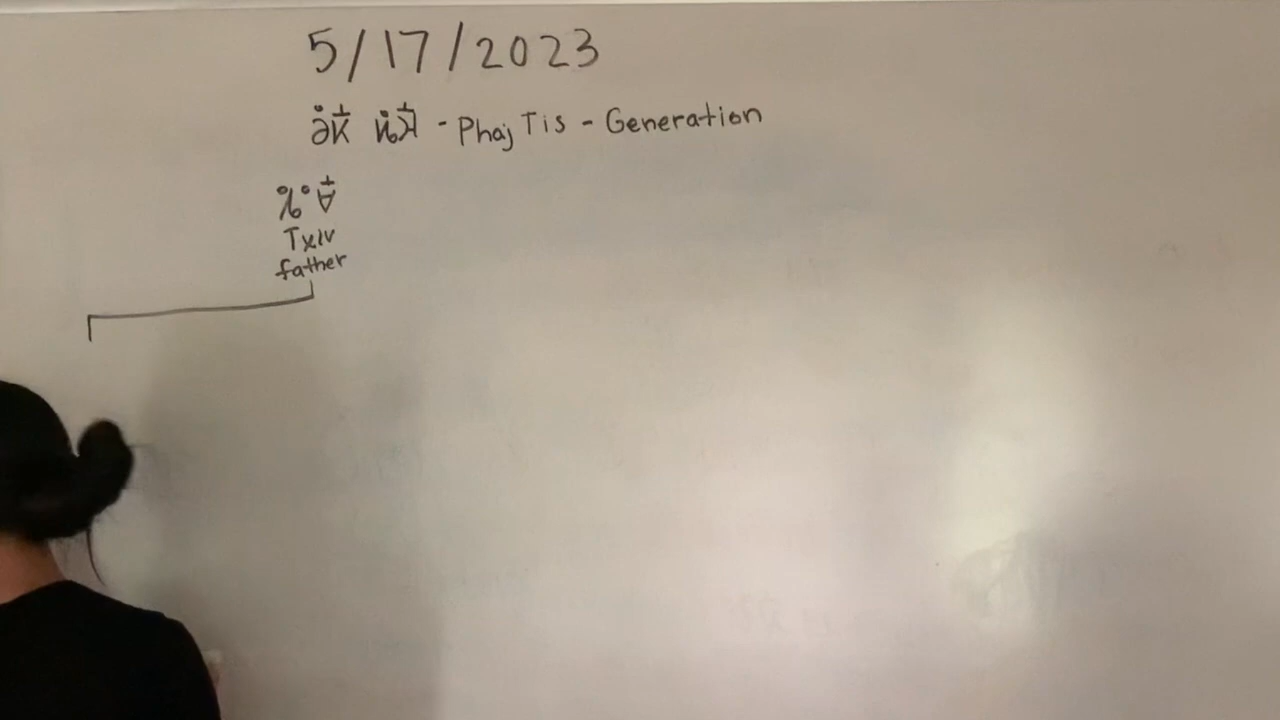 5/17/2023
- Phaj Tis - Generation
Txiv
father